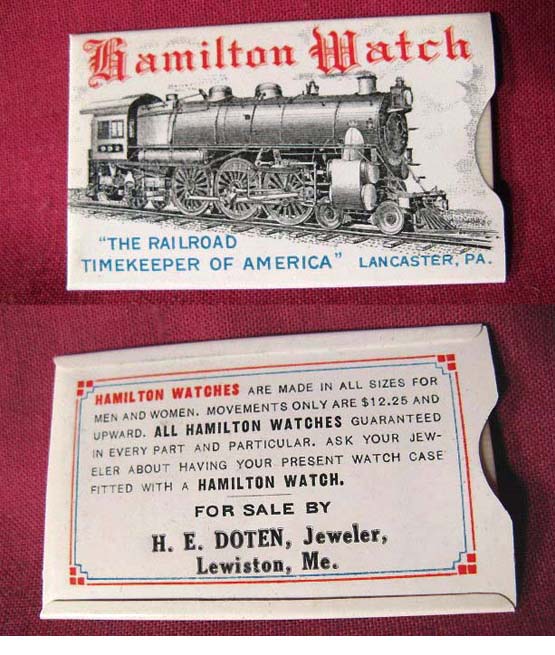 Hamilton Watch
"THE RAILROAD
TIMEKEEPER OF AMERICA" LANCASTER, PA.
HAMILTON WATCHES ARE MADE IN ALL SIZES FOR
MEN AND WOMEN. MOVEMENTS ONLY ARE $12.25 AND
UPWARD. ALL HAMILTON WATCHES GUARANTEED
IN EVERY PART AND PARTICULAR. ASK YOUR JEW-
ELER ABOUT HAVING YOUR PRESENT WATCH CASE
FITTED WITH A HAMILTON WATCH.
FOR SALE BY
H. E. DOTEN, Jeweler,
Lewiston, Me.